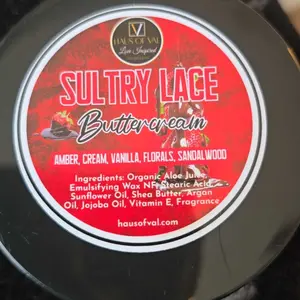 HAUS OF VAL
Live Inspired
SULTRY LACE
Buttercream
AMBER, CREAM, VANILLA, FLORALS, SANDALWOOD
Ingredients: Organic Aloe Juice,
Emulsifying Wax NF, Stearic Acid,
Sunflower Oil, Shea Butter, Argan
Oil, Jojoba Oil, Vitamin E, Fragrance
hausofval.com